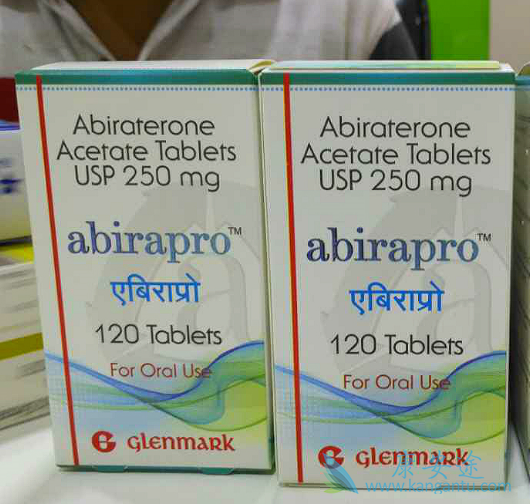 Abiraterone
Acetate Tablets
USP 250 mg
abirapro™
एबिराप्रो
120 Tablets
For Oral Use
GLENMARK
Abiraterone
Acetate Tablets
USP 250 mg
abirapro™
एबिराप्रो
120 Tablets
For Oral Use
GLENMARK
康安途
www.kangantu.com